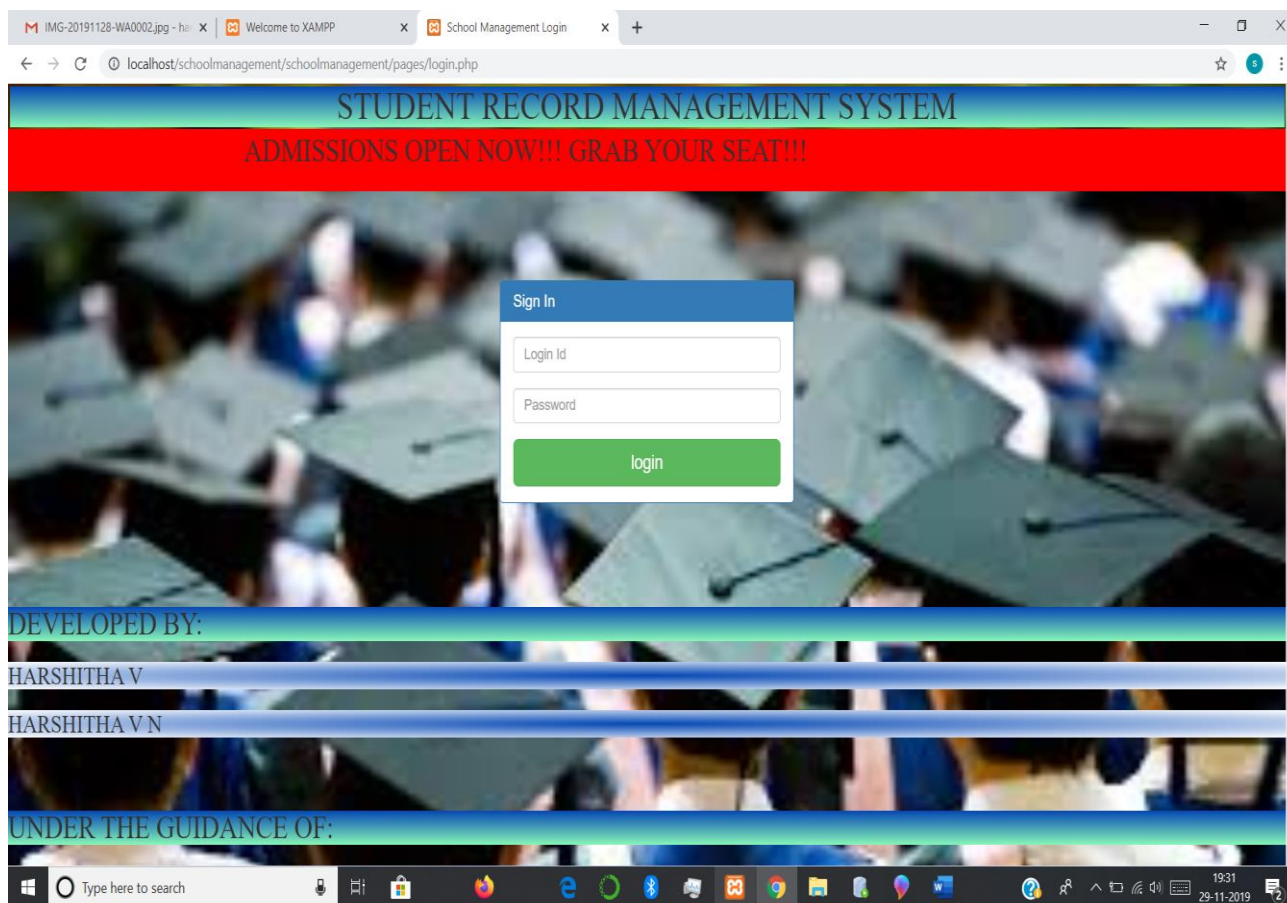 IMG-20191128-WA0002.jpg - har
Welcome to XAMPP
School Management Login
localhost/schoolmanagement/schoolmanagement/pages/login.php
S
STUDENT RECORD MANAGEMENT SYSTEM
ADMISSIONS OPEN NOW!!! GRAB YOUR SEAT!!!
Sign In
Login Id
Password
login
DEVELOPED BY:
HARSHITHA V
HARSHITHA V N
UNDER THE GUIDANCE OF:
Type here to search
19:31
29-11-2019
2